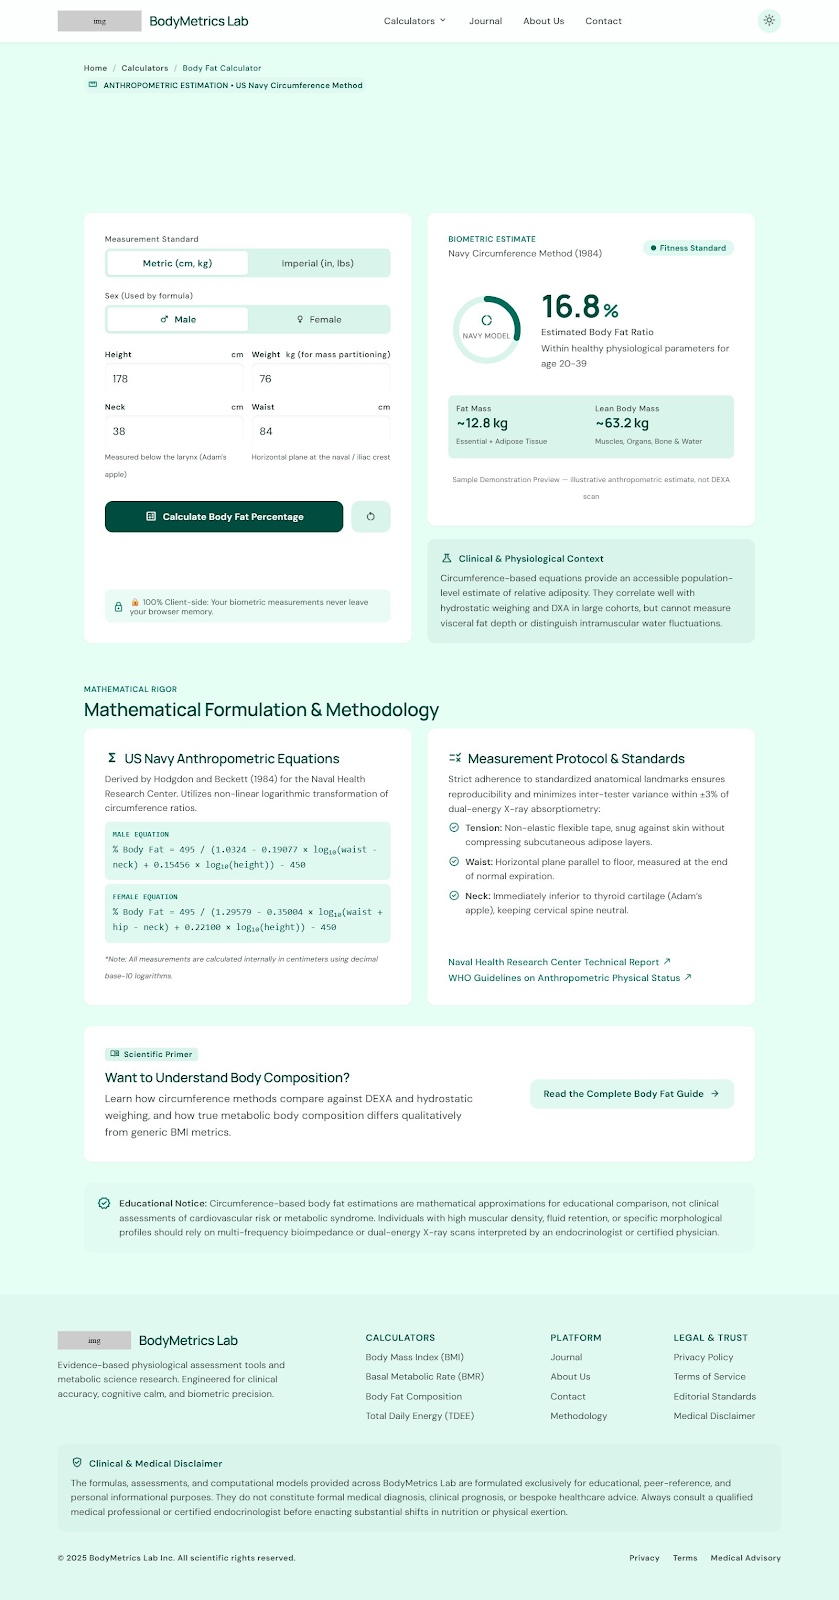 img BodyMetrics Lab Calculators Journal About Us Contact
Home / Calculators / Body Fat Calculator
ANTHROPOMETRIC ESTIMATION • US Navy Circumference Method
Measurement Standard
Metric (cm, kg) Imperial (in, lbs)
Sex (Used by formula)
♂ Male ♀ Female
Height cm Weight kg (for mass partitioning)
178 76
Neck cm Waist cm
38 84
Measured below the larynx (Adam's
apple)
Horizontal plane at the naval / iliac crest
Calculate Body Fat Percentage
🔒 100% Client-side: Your biometric measurements never leave
your browser memory.
BIOMETRIC ESTIMATE
Navy Circumference Method (1984)
Fitness Standard
NAVY MODEL
16.8%
Estimated Body Fat Ratio
Within healthy physiological parameters for
age 20–39
Fat Mass Lean Body Mass
~12.8 kg ~63.2 kg
Essential + Adipose Tissue Muscles, Organs, Bone & Water
Sample Demonstration Preview — illustrative anthropometric estimate, not DEXA
scan
Clinical & Physiological Context
Circumference-based equations provide an accessible population-
level estimate of relative adiposity. They correlate well with
hydrostatic weighing and DXA in large cohorts, but cannot measure
visceral fat depth or distinguish intramuscular water fluctuations.
MATHEMATICAL RIGOR
Mathematical Formulation & Methodology
Σ US Navy Anthropometric Equations
Derived by Hodgdon and Beckett (1984) for the Naval Health
Research Center. Utilizes non-linear logarithmic transformation of
circumference ratios.
MALE EQUATION
% Body Fat = 495 / (1.0324 - 0.19077 × log₁₀(waist -
neck) + 0.15456 × log₁₀(height)) - 450
FEMALE EQUATION
% Body Fat = 495 / (1.29579 - 0.35004 × log₁₀(waist +
hip - neck) + 0.22100 × log₁₀(height)) - 450
*Note: All measurements are calculated internally in centimeters using decimal
base-10 logarithms.
Measurement Protocol & Standards
Strict adherence to standardized anatomical landmarks ensures
reproducibility and minimizes inter-tester variance within ±3% of
dual-energy X-ray absorptiometry:
Tension: Non-elastic flexible tape, snug against skin without
compressing subcutaneous adipose layers.
Waist: Horizontal plane parallel to floor, measured at the end
of normal expiration.
Neck: Immediately inferior to thyroid cartilage (Adam's
apple), keeping cervical spine neutral.
Naval Health Research Center Technical Report ↗
WHO Guidelines on Anthropometric Physical Status ↗
Scientific Primer
Want to Understand Body Composition?
Learn how circumference methods compare against DEXA and hydrostatic
weighing, and how true metabolic body composition differs qualitatively
from generic BMI metrics.
Read the Complete Body Fat Guide →
Educational Notice: Circumference-based body fat estimations are mathematical approximations for educational comparison, not clinical
assessments of cardiovascular risk or metabolic syndrome. Individuals with high muscular density, fluid retention, or specific morphological
profiles should rely on multi-frequency bioimpedance or dual-energy X-ray scans interpreted by an endocrinologist or certified physician.
img BodyMetrics Lab
Evidence-based physiological assessment tools and
metabolic science research. Engineered for clinical
accuracy, cognitive calm, and biometric precision.
CALCULATORS
Body Mass Index (BMI)
Basal Metabolic Rate (BMR)
Body Fat Composition
Total Daily Energy (TDEE)
PLATFORM
Journal
About Us
Contact
Methodology
LEGAL & TRUST
Privacy Policy
Terms of Service
Editorial Standards
Medical Disclaimer
Clinical & Medical Disclaimer
The formulas, assessments, and computational models provided across BodyMetrics Lab are formulated exclusively for educational, peer-reference, and
personal informational purposes. They do not constitute formal medical diagnosis, clinical prognosis, or bespoke healthcare advice. Always consult a qualified
medical professional or certified endocrinologist before enacting substantial shifts in nutrition or physical exertion.
© 2025 BodyMetrics Lab Inc. All scientific rights reserved.
Privacy Terms Medical Advisory